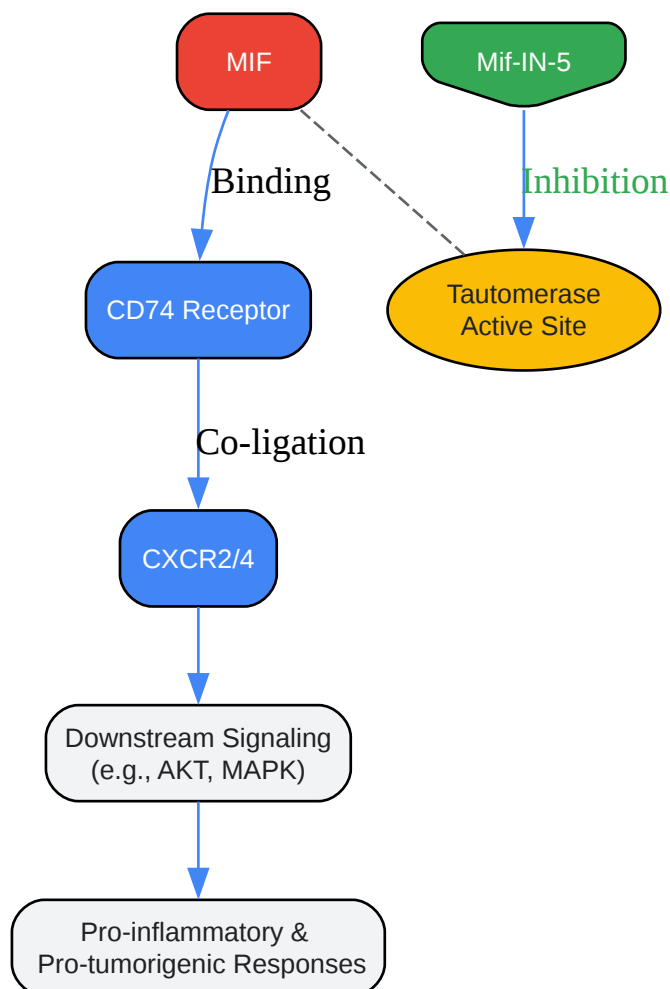 MIF
Mif-IN-5
Binding
Inhibition
CD74 Receptor
Tautomerase
Active Site
Co-ligation
CXCR2/4
Downstream Signaling
(e.g., AKT, MAPK)
Pro-inflammatory &
Pro-tumorigenic Responses